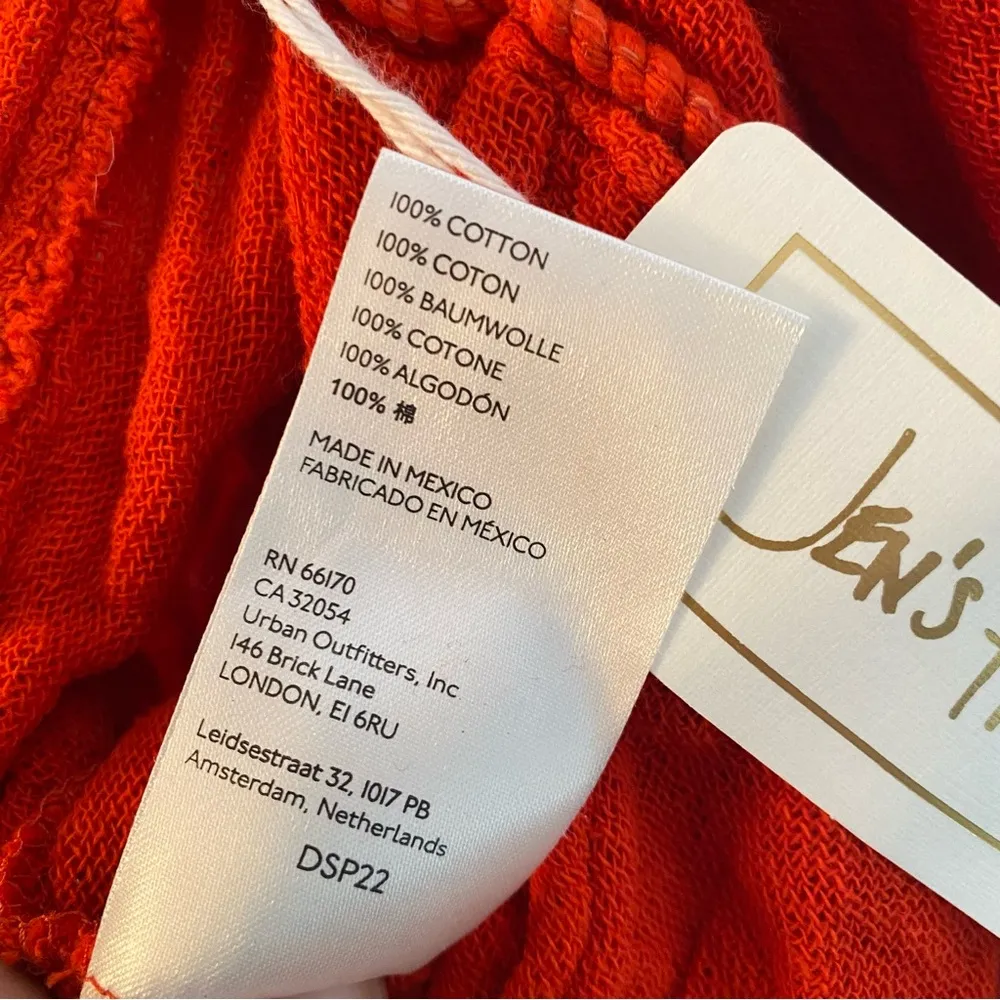 100% COTTON
100% COTON
100% BAUMWOLLE
100% COTONE
100% ALGODÓN
100% 棉
MADE IN MEXICO
FABRICADO EN MÉXICO
RN 66170
CA 32054
Urban Outfitters, Inc
146 Brick Lane
LONDON, E1 6RU
Leidsestraat 32, 1017 PB
Amsterdam, Netherlands
DSP22
JEN'S